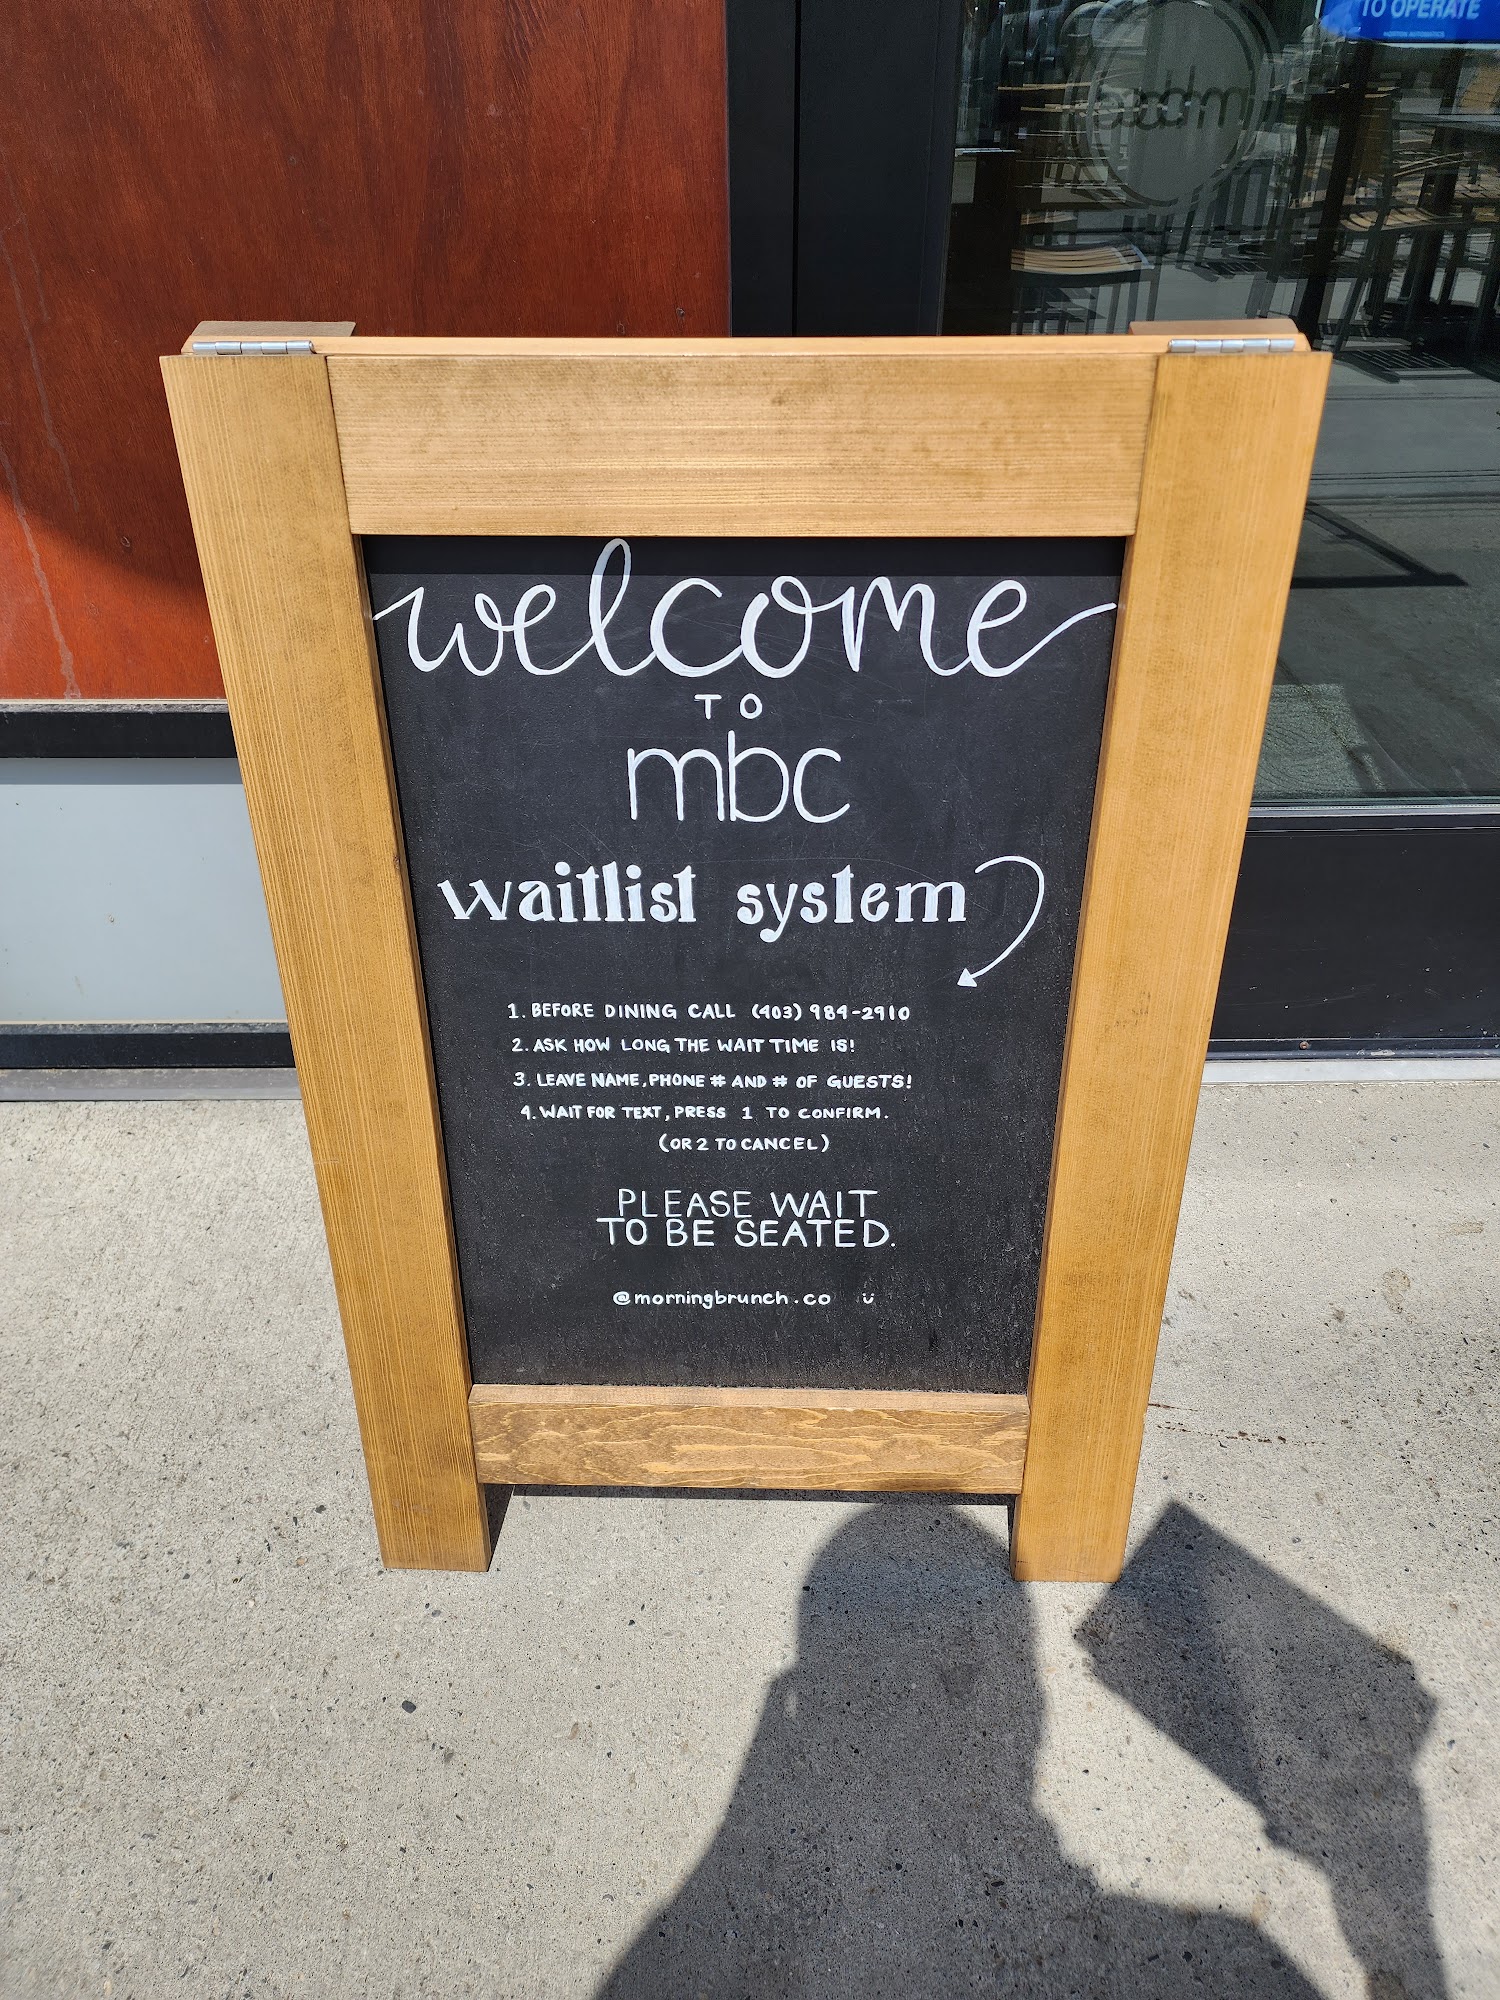 TO OPERATE
welcome
TO
mbc
waitlist system
1. BEFORE DINING CALL (403) 984-2910
2. ASK HOW LONG THE WAIT TIME IS!
3. LEAVE NAME, PHONE # AND # OF GUESTS!
4. WAIT FOR TEXT, PRESS 1 TO CONFIRM.
(OR 2 TO CANCEL)
PLEASE WAIT
TO BE SEATED.
@morningbrunch.co